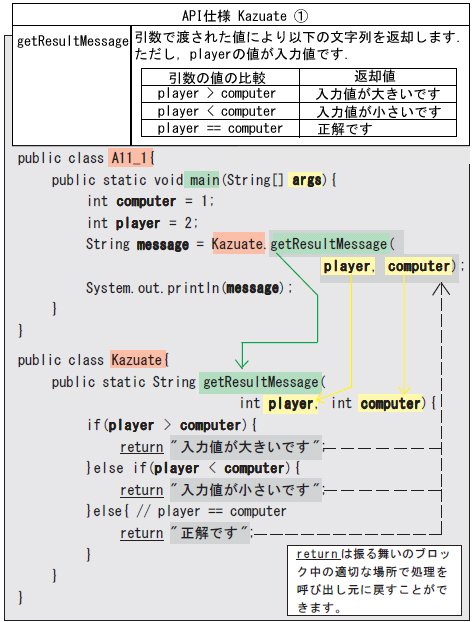 API仕様 Kazuate ①
getResultMessage
引数で渡された値により以下の文字列を返却します.
ただし, playerの値が入力値です.
引数の値の比較 返却値
player > computer 入力値が大きいです
player < computer 入力値が小さいです
player == computer 正解です
public class A11_1{
public static void main(String[] args){
int computer = 1;
int player = 2;
String message = Kazuate.getResultMessage(
player, computer);
System.out.println(message);
}
}
public class Kazuate{
public static String getResultMessage(
int player, int computer){
if(player > computer){
return "入力値が大きいです";
}else if(player < computer){
return "入力値が小さいです";
}else{ // player == computer
return "正解です";
}
}
}
returnは振る舞いのブロッ
ク中の適切な場所で処理を
呼び出し元に戻すことがで
きます。